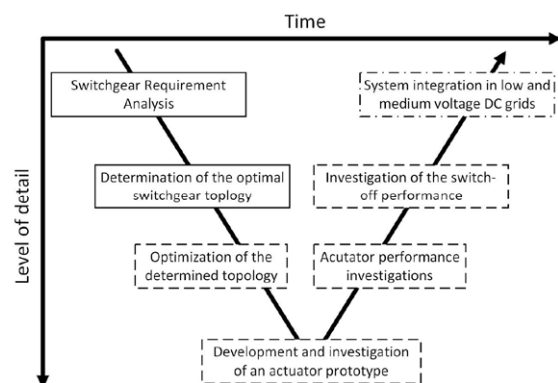 Time
Level of detail
Switchgear Requirement
Analysis
System integration in low and
medium voltage DC grids
Determination of the optimal
switchgear toplogy
Investigation of the switch-
off performance
Optimization of the
determined topology
Acutator performance
investigations
Development and investigation
of an actuator prototype